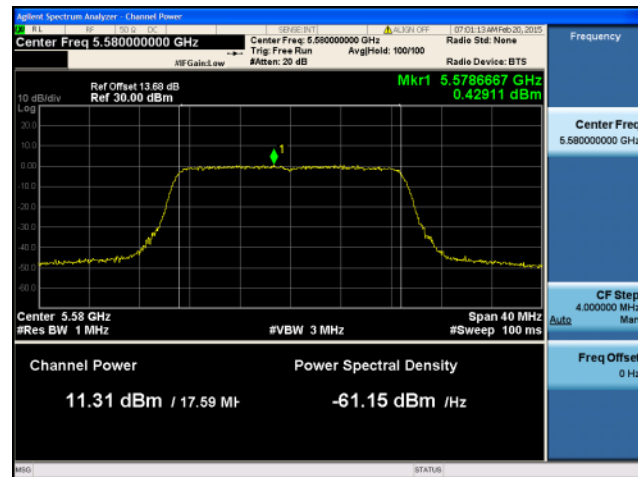 Agilent Spectrum Analyzer - Channel Power
RL RF 50 Ω DC SENSE:INT ALIGN OFF 07:01:13 AM Feb 20, 2015
Center Freq 5.580000000 GHz
Center Freq: 5.580000000 GHz
Radio Std: None
Trig: Free Run Avg|Hold: 100/100
#IFGain:Low
#Atten: 20 dB
Radio Device: BTS
Ref Offset 13.68 dB
Mkr1 5.5786667 GHz
10 dB/div Ref 30.00 dBm
0.42911 dBm
Log
20.0
10.0
0.00
-10.0
-20.0
-30.0
-40.0
-50.0
-60.0
1
Center 5.58 GHz
Span 40 MHz
#Res BW 1 MHz
#VBW 3 MHz
#Sweep 100 ms
Channel Power
Power Spectral Density
11.31 dBm / 17.59 MH
-61.15 dBm /Hz
MSG
STATUS
Frequency
Center Freq
5.580000000 GHz
CF Step
4.000000 MHz
Auto Man
Freq Offset
0 Hz